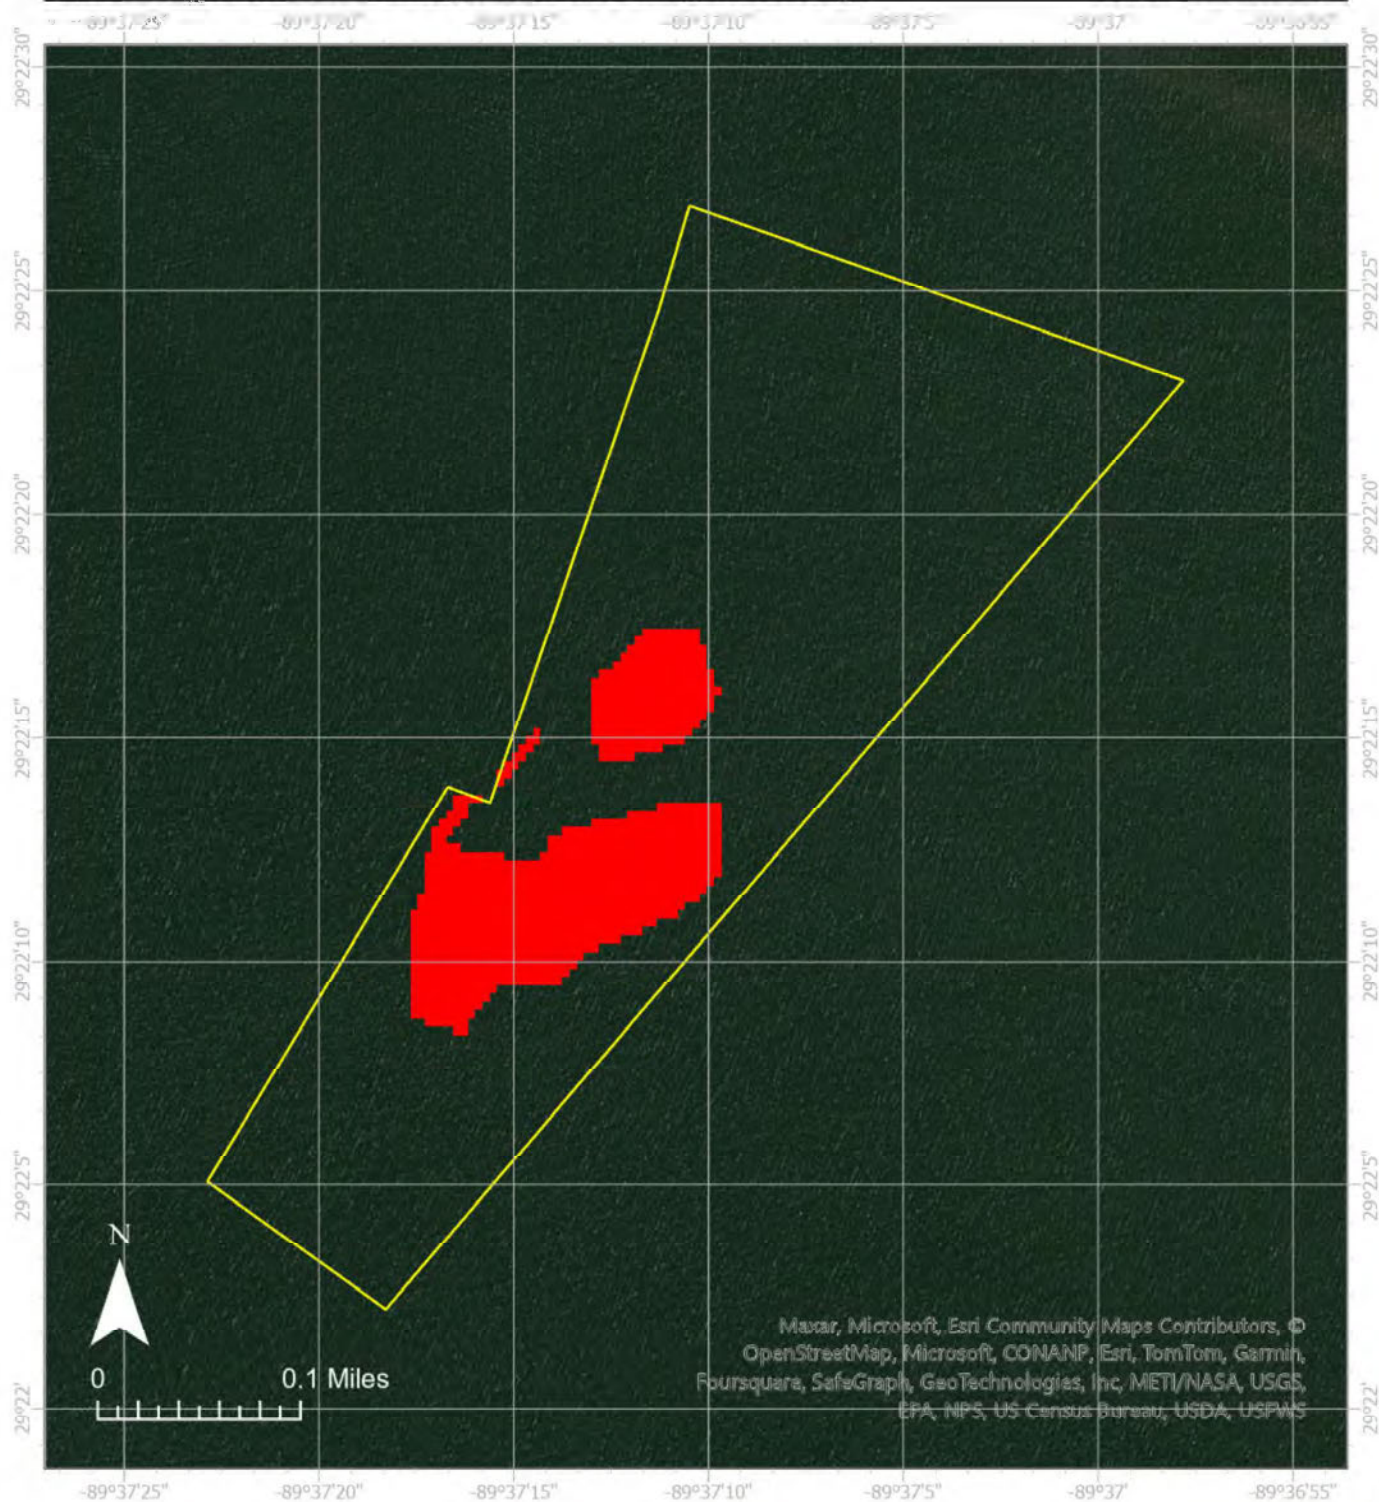 -89°37'25" -89°37'20" -89°37'15" -89°37'10" -89°37'5" -89°37' -89°36'55"
29°22'30" 29°22'30"
29°22'25" 29°22'25"
29°22'20" 29°22'20"
29°22'15" 29°22'15"
29°22'10" 29°22'10"
29°22'5" 29°22'5"
N
Maxar, Microsoft, Esri Community Maps Contributors, ©
OpenStreetMap, Microsoft, CONANP, Esri, TomTom, Garmin,
Foursquare, SafeGraph, GeoTechnologies, Inc, METI/NASA, USGS,
EPA, NPS, US Census Bureau, USDA, USFWS
0 0.1 Miles
29°22' 29°22'
-89°37'25" -89°37'20" -89°37'15" -89°37'10" -89°37'5" -89°37' -89°36'55"